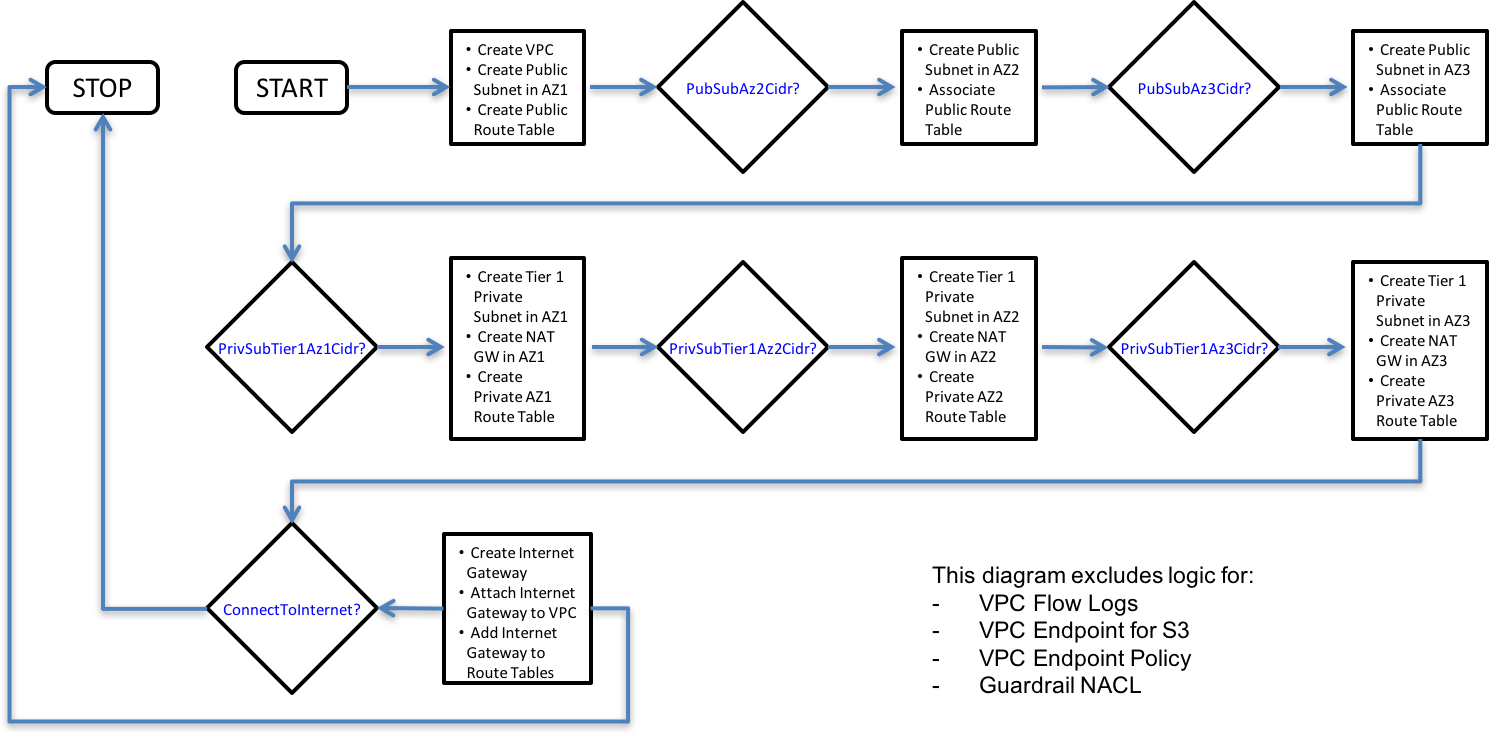 STOP
START
• Create VPC
• Create Public
Subnet in AZ1
• Create Public
Route Table
PubSubAz2Cidr?
• Create Public
Subnet in AZ2
• Associate
Public Route
Table
PubSubAz3Cidr?
• Create Public
Subnet in AZ3
• Associate
Public Route
Table
PrivSubTier1Az1Cidr?
• Create Tier 1
Private
Subnet in AZ1
• Create NAT
GW in AZ1
• Create
Private AZ1
Route Table
PrivSubTier1Az2Cidr?
• Create Tier 1
Private
Subnet in AZ2
• Create NAT
GW in AZ2
• Create
Private AZ2
Route Table
PrivSubTier1Az3Cidr?
• Create Tier 1
Private
Subnet in AZ3
• Create NAT
GW in AZ3
• Create
Private AZ3
Route Table
ConnectToInternet?
• Create Internet
Gateway
• Attach Internet
Gateway to VPC
• Add Internet
Gateway to
Route Tables
This diagram excludes logic for:
- VPC Flow Logs
- VPC Endpoint for S3
- VPC Endpoint Policy
- Guardrail NACL